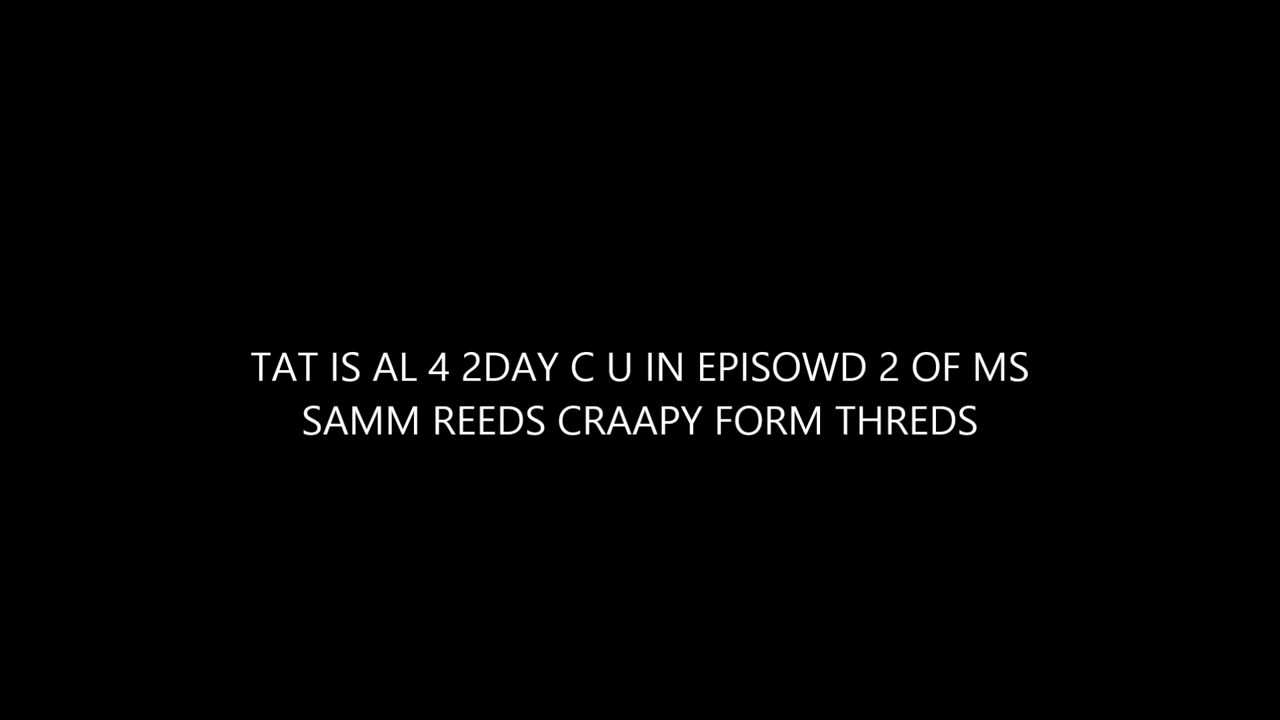 TAT IS AL 4 2DAY C U IN EPISOWD 2 OF MS
SAMM REEDS CRAAPY FORM THREDS